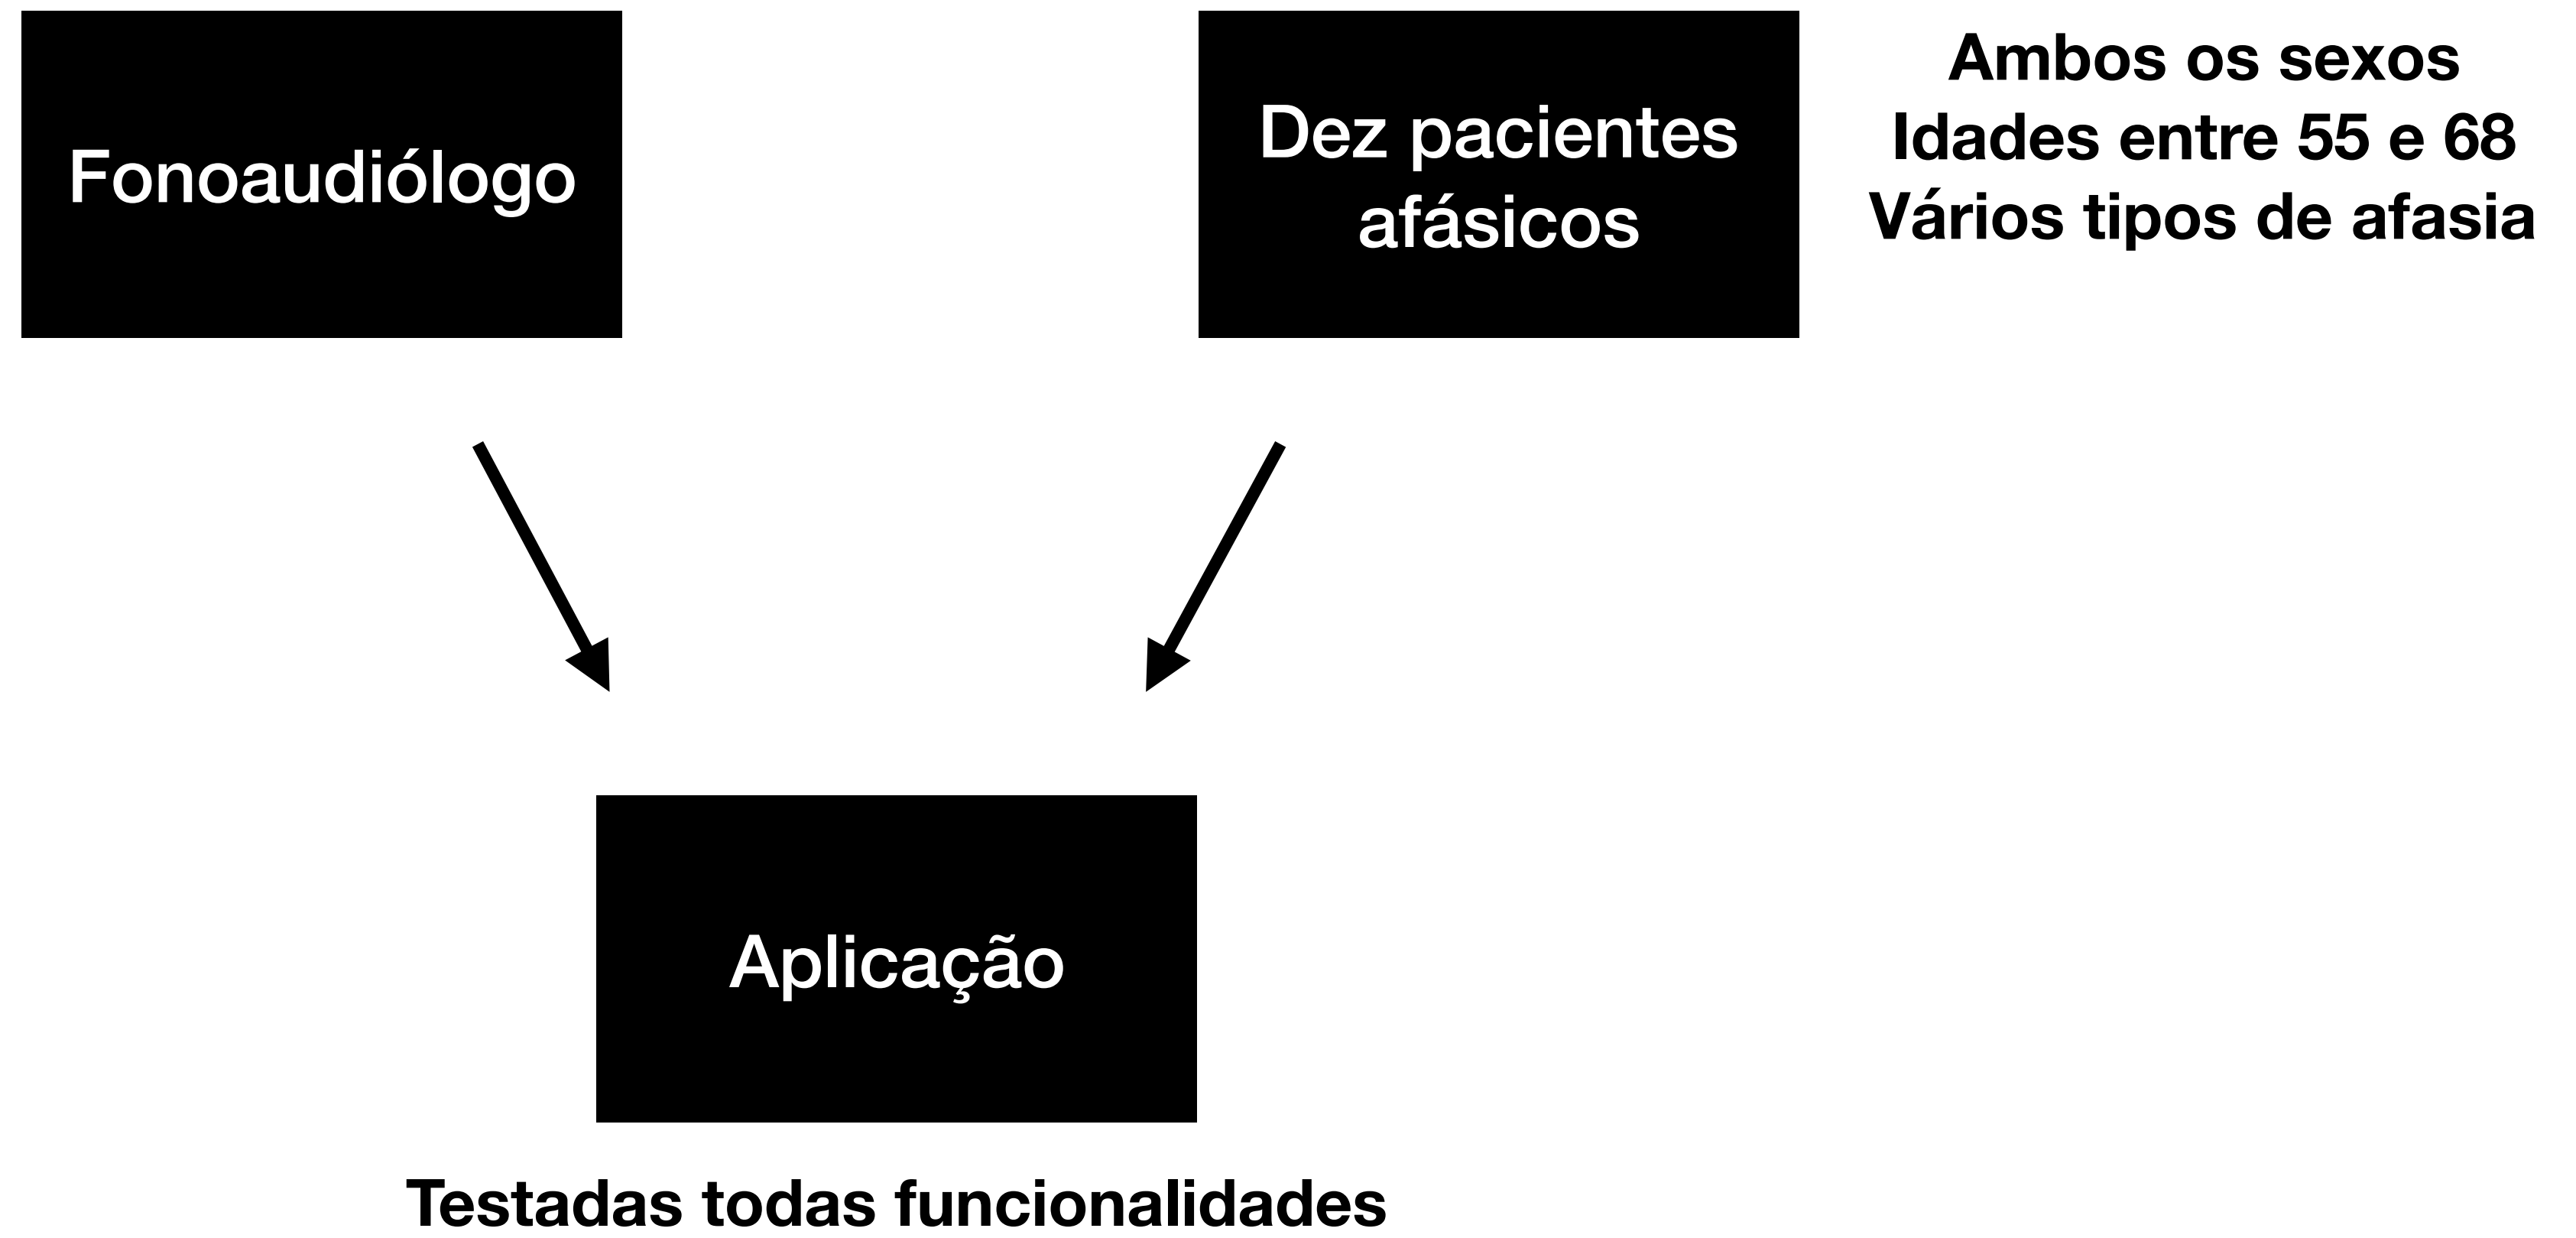 Fonoaudiólogo
Dez pacientes
afásicos
Ambos os sexos
Idades entre 55 e 68
Vários tipos de afasia
Aplicação
Testadas todas funcionalidades